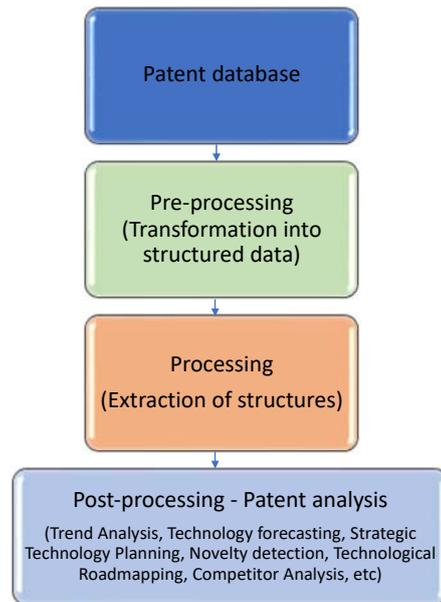 Patent database
Pre-processing
(Transformation into
structured data)
Processing
(Extraction of structures)
Post-processing - Patent analysis
(Trend Analysis, Technology forecasting, Strategic
Technology Planning, Novelty detection, Technological
Roadmapping, Competitor Analysis, etc)